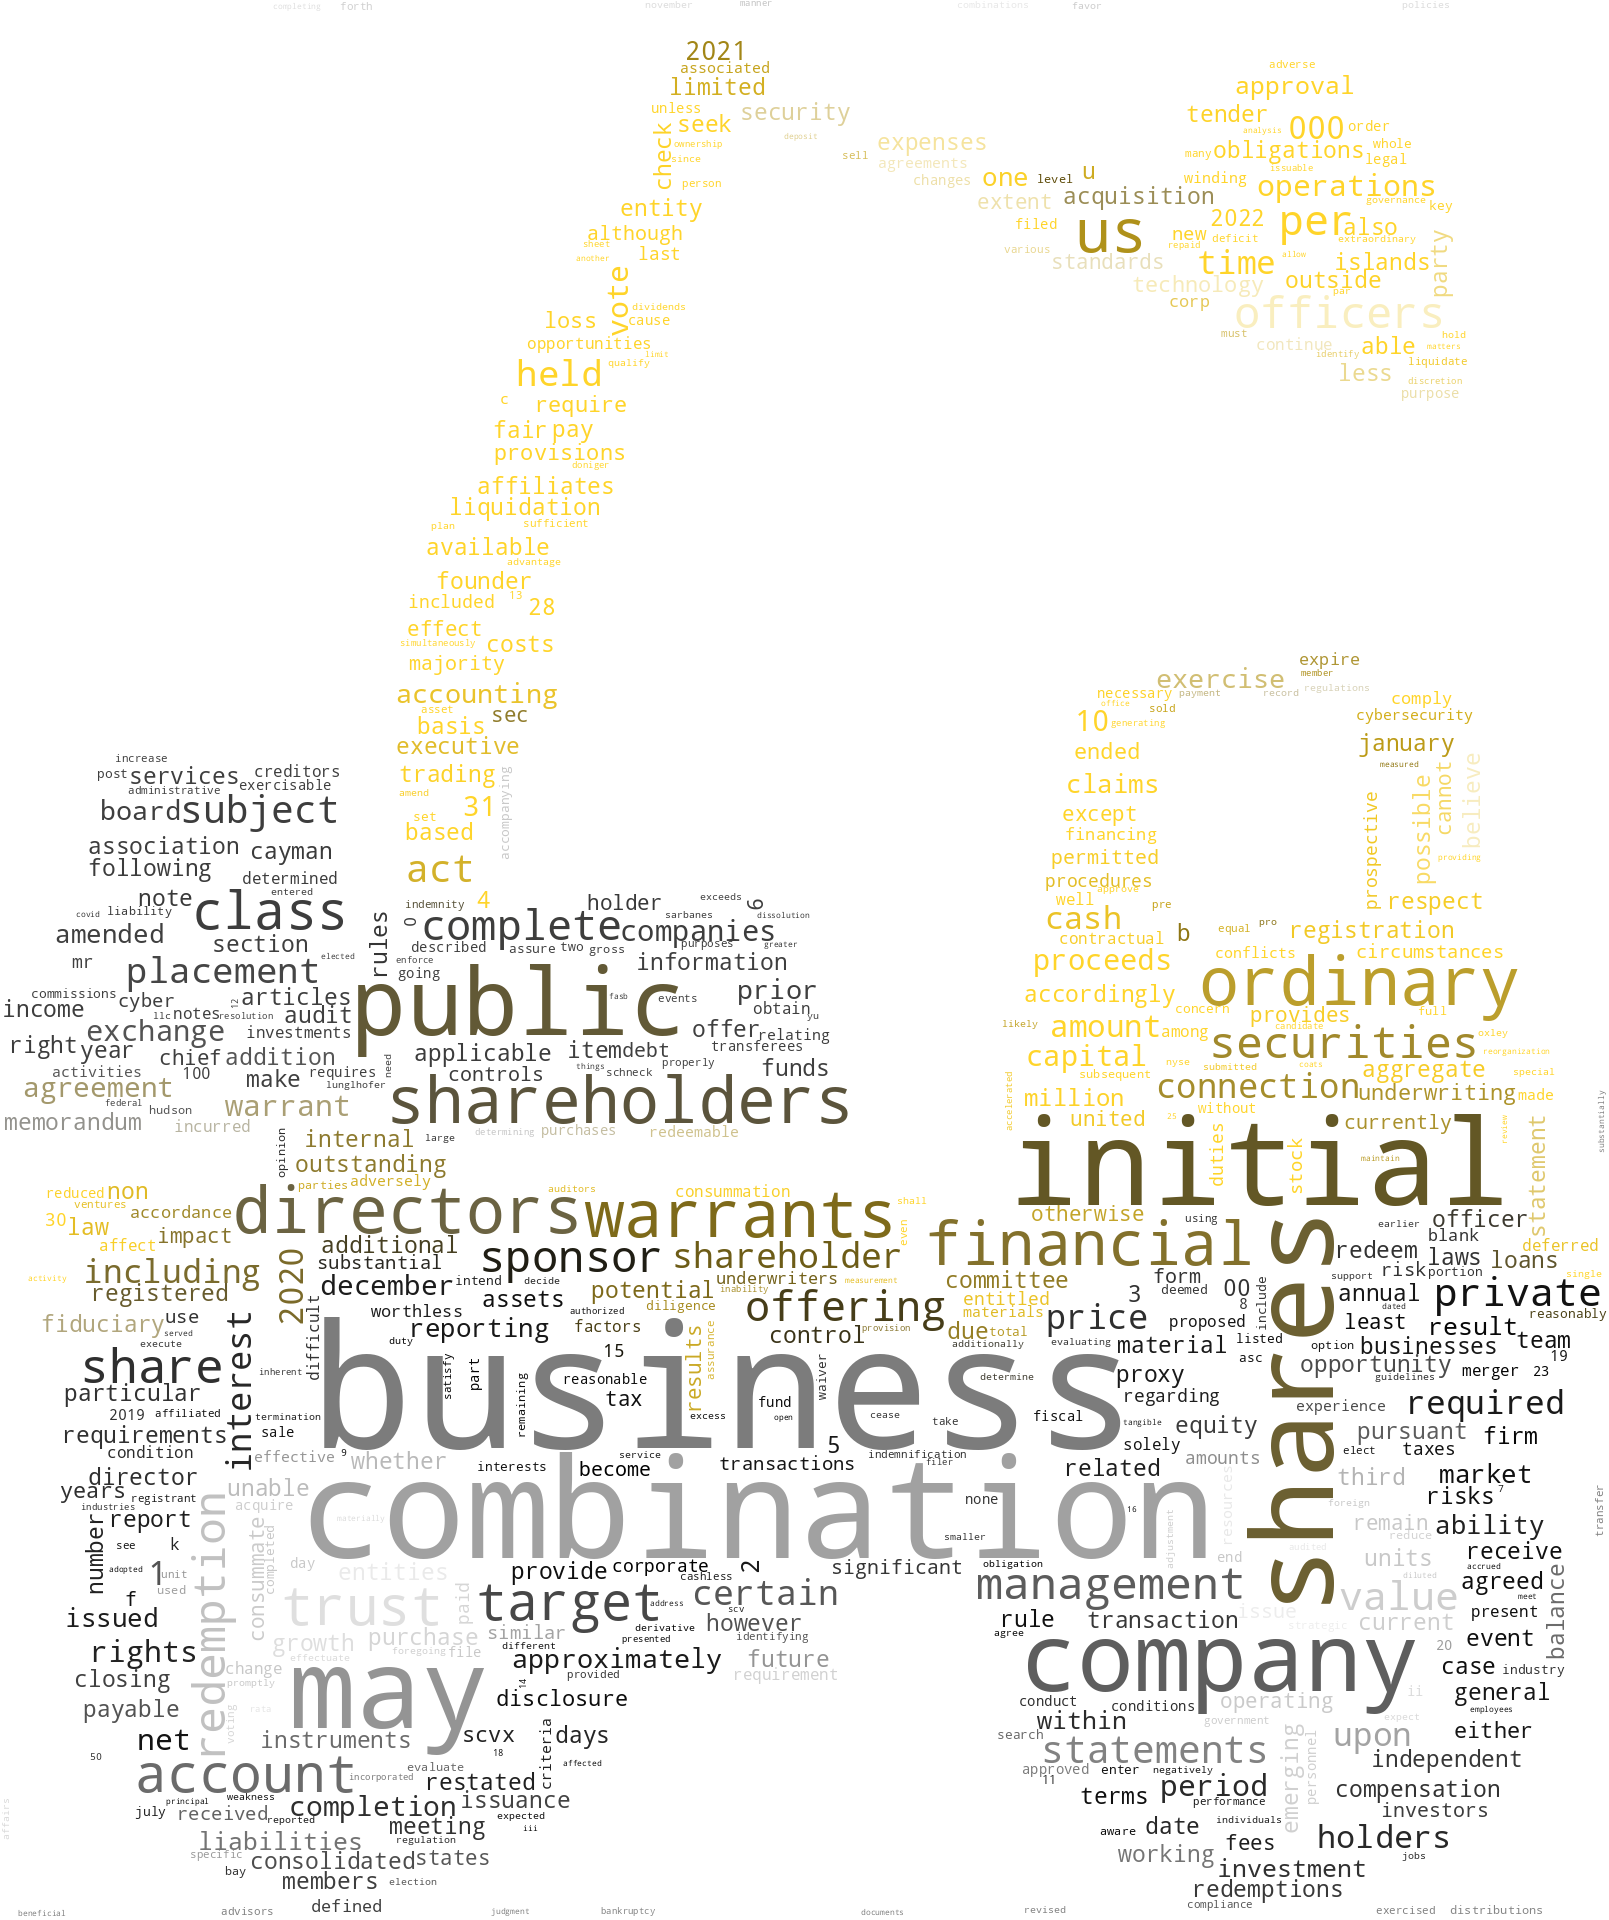 completing forth november manner combinations favor policies
2021
associated
limited
unless security
check seek
deposit
ownership
since
person
sell expenses
agreements
changes one level u
extent acquisition
filed us
various standards
technology
corp
adverse
approval
tender
analysis 000 order
many obligations whole
legal
issuable
winding operations
governance
key
2022 per also
new
repaid deficit extraordinary
time allow islands party
outside
par
officers
must continue able hold
matters
identify liquidate
less discretion
purpose
entity
although
sheet last
another
vote
dividends
loss cause
opportunities
limit
held qualify
c require
fair pay
provisions
doniger
affiliates
liquidation
plan sufficient
available
advantage
founder
included 13 28
effect
simultaneously costs
majority
accounting
asset sec
basis
executive
trading accompanying
amend 31
set
based
act
indemnity 4
increase
post services creditors
administrative exercisable
board subject
association cayman
following determined
note entered
covid liability class
amended section
elected
mr placement
commissions cyber 12 articles
income llc notes resolution audit
exchange investments
right year chief addition
activities 100 make requires
agreement lunglhofer
federal hudson warrant
memorandum incurred
rules 0 complete holder exceeds 6
sarbanes dissolution
companies
described assure two gross purposes greater
enforce going information
public fasb events prior
obtain yu
offer relating
need applicable item debt transferees
controls things schneck properly funds
shareholders
determining purchases redeemable
opinion internal large
outstanding
parties adversely auditors consummation shall
directors warrants even
reduced non
ventures accordance
30 law impact
affect
activity including
registered
fiduciary use
served
execute
share
2020 additional
substantial sponsor shareholder
december intend decide potential underwriters measurement
inability
worthless assets authorized diligence offering
difficult reporting factors control provision
duty
expire
exercise member
regulations
necessary payment record
office sold
10 generating
ended
claims
except
financing
permitted
procedures
approve
well pre
cash
contractual b equal pro
proceeds conflicts
accordingly
concern
likely amount among
capital nyse
subsequent submitted
accelerated million
united 25 without
comply
cybersecurity
january
measured
prospective possible cannot believe
providing
respect
registration
circumstances
ordinary
provides full
candidate
securities oxley
reorganization
coats aggregate special
connection underwriting made
currently review substantially
duties stock maintain statement
initial
otherwise using earlier officer
blank
financial redeem laws deferred
loans
committee form support risk portion single
entitled deemed 00 include annual private
materials 3 8 dated reasonably
due total price proposed least result
additionally evaluating material listed option businesses team
asc opportunity merger 19
guidelines 23
shares
business
15 results assurance
satisfy part reasonable waiver determine proxy
remaining tax fund regarding
excess open cease take fiscal tangible equity
particular interest inherent
2019 affiliated termination
requirements sale
condition effective 9 whether
director
years registrant unable
industries acquire
number report materially
see k
adopted 1 unit
used
f issued
rights
closing
payable
net
50 account
redemption consummate completed day
service 5 indemnification solely amounts
interests become transactions filer related
combination
none 16 resources
smaller adjustment
entities provide corporate 2 significant obligation end
cashless
trust paid target address certain management
scv
derivative however rule transaction
growth purchase similar different presented identifying agree
foregoing file
change effectuate approximately future
promptly provided requirement
voting rata may 14 disclosure
instruments scvx days
18 criteria affected
evaluate
incorporated restated issuance
principal weakness
july received reported completion expected
meeting iii
liabilities regulation
specific consolidated states
bay members election
defined
experience required
elect pursuant firm
taxes
third market
foreign risks 7
remain ability
reduce
audited units receive
accrued
diluted agreed
value meet
issue current present balance
strategic
20 event
company case industry
conduct conditions operating ii general
employees
search within government expect either
statements upon
approved enter negatively emerging personnel independent
11
terms period compensation
performance investors
aware date individuals
fees holders
working jobs
investment
redemptions
compliance
transfer
affairs
beneficial advisors judgment bankruptcy documents revised exercised distributions